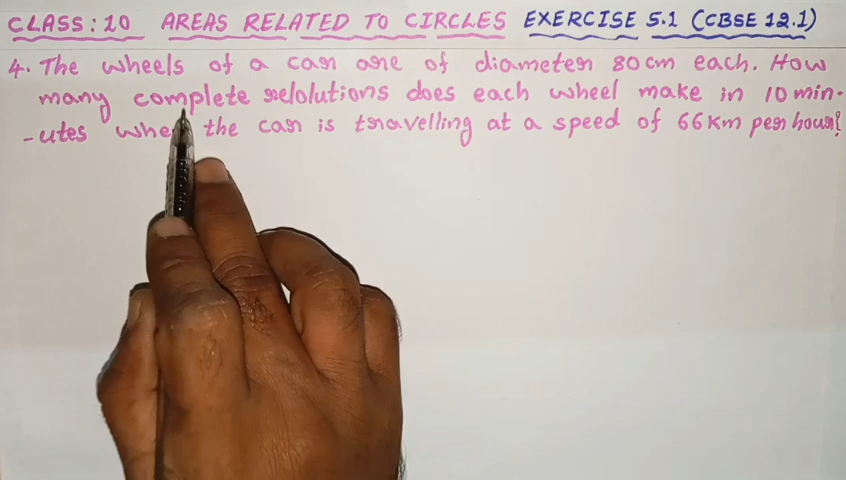 CLASS : 10 AREAS RELATED TO CIRCLES EXERCISE 5.1 (CBSE 12.1)
4. The wheels of a car are of diameter 80 cm each. How
many complete relolutions does each wheel make in 10 min-
-utes when the car is travelling at a speed of 66 km per hour?